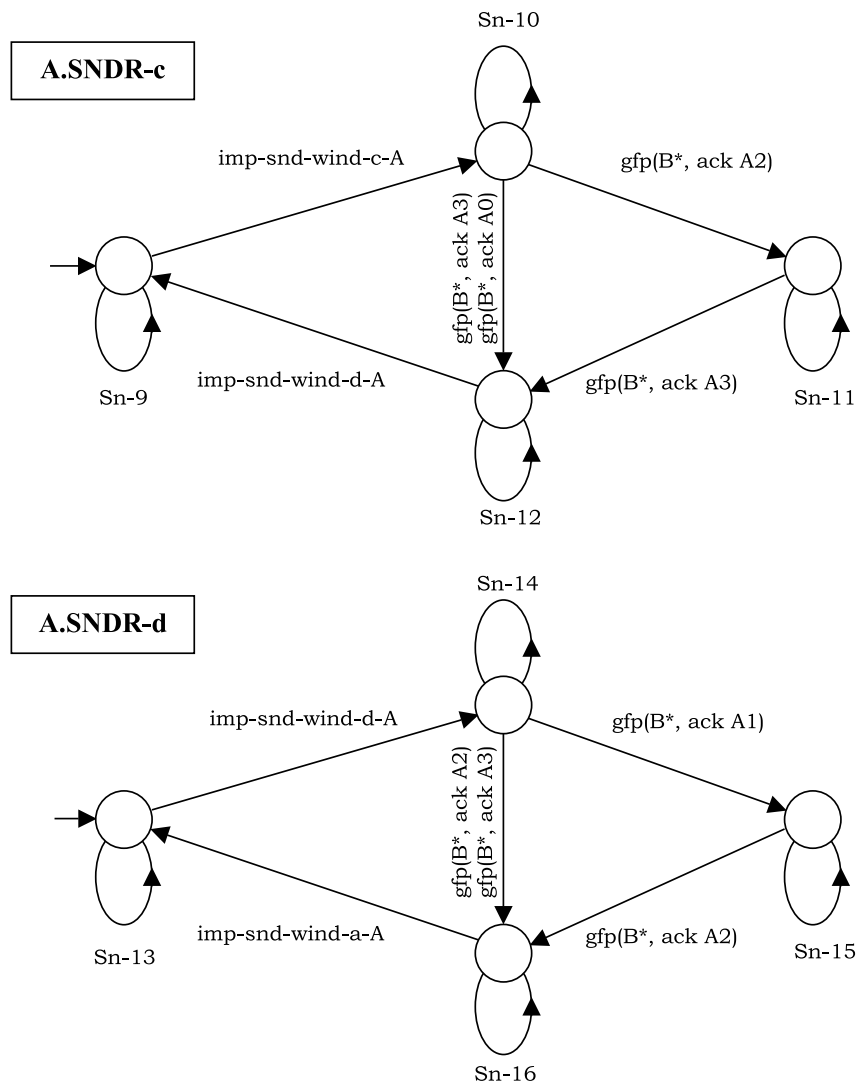 Sn-10
A.SNDR-c
imp-snd-wind-c-A
gfp(B*, ack A2)
gfp(B*, ack A3)
gfp(B*, ack A0)
imp-snd-wind-d-A
gfp(B*, ack A3)
Sn-9
Sn-11
Sn-12
Sn-14
A.SNDR-d
imp-snd-wind-d-A
gfp(B*, ack A1)
gfp(B*, ack A2)
gfp(B*, ack A3)
imp-snd-wind-a-A
gfp(B*, ack A2)
Sn-13
Sn-15
Sn-16